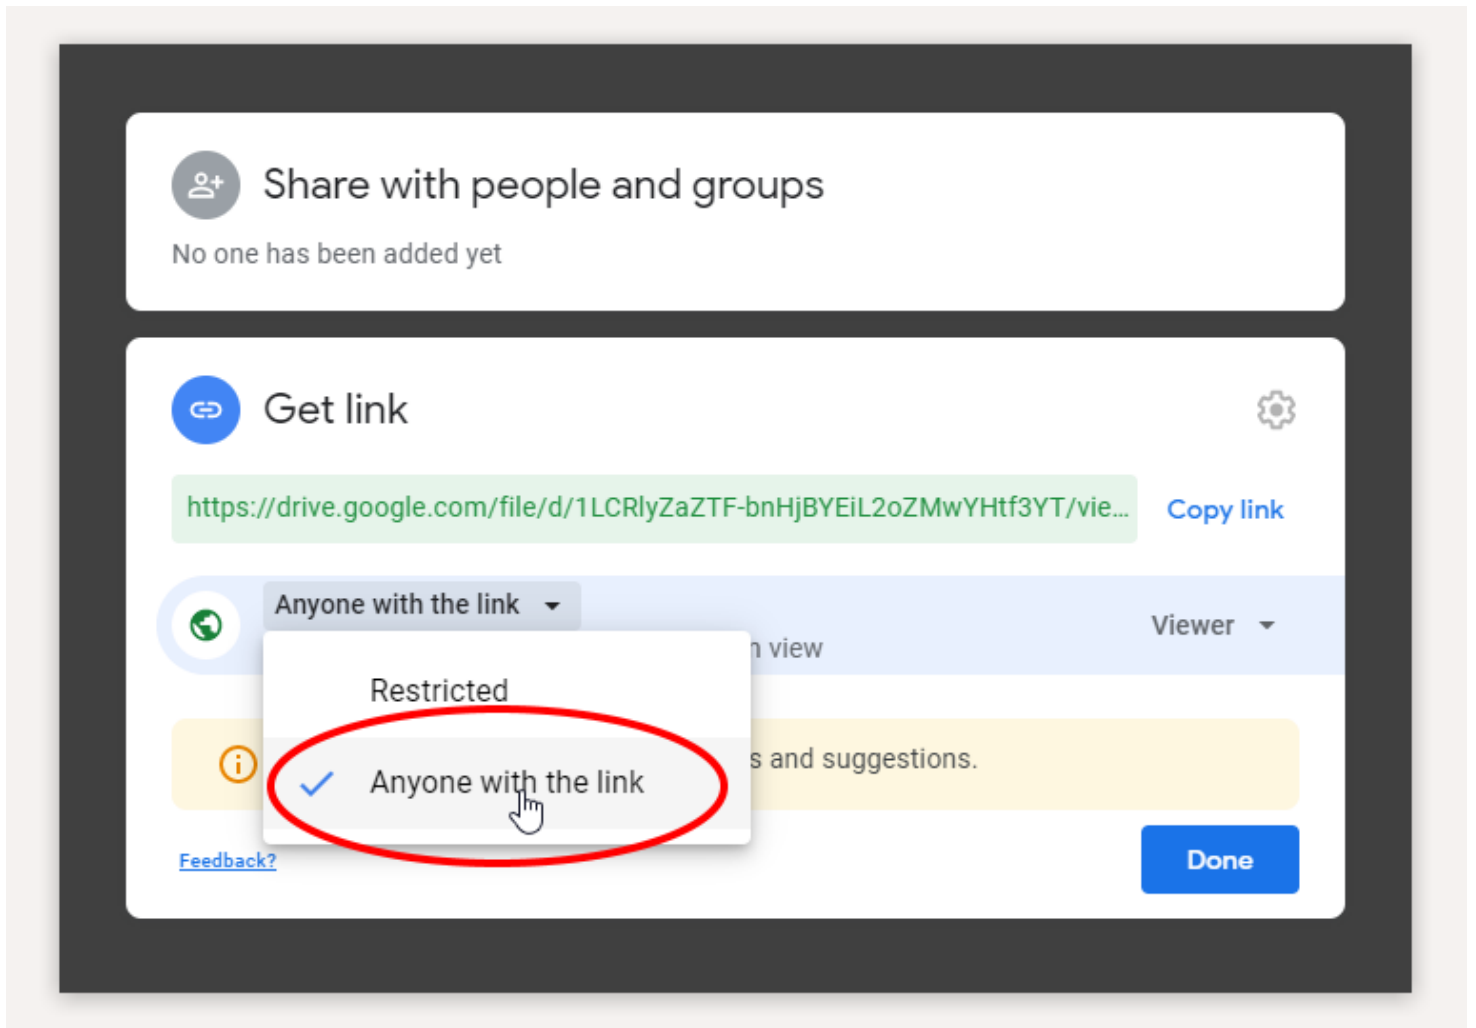 Share with people and groups
No one has been added yet
Get link
https://drive.google.com/file/d/1LCRlyZaZTF-bnHjBYEiL2oZMwYHtf3YT/vie...
Copy link
Anyone with the link
view
Viewer
Restricted
Anyone with the link
and suggestions.
Feedback?
Done